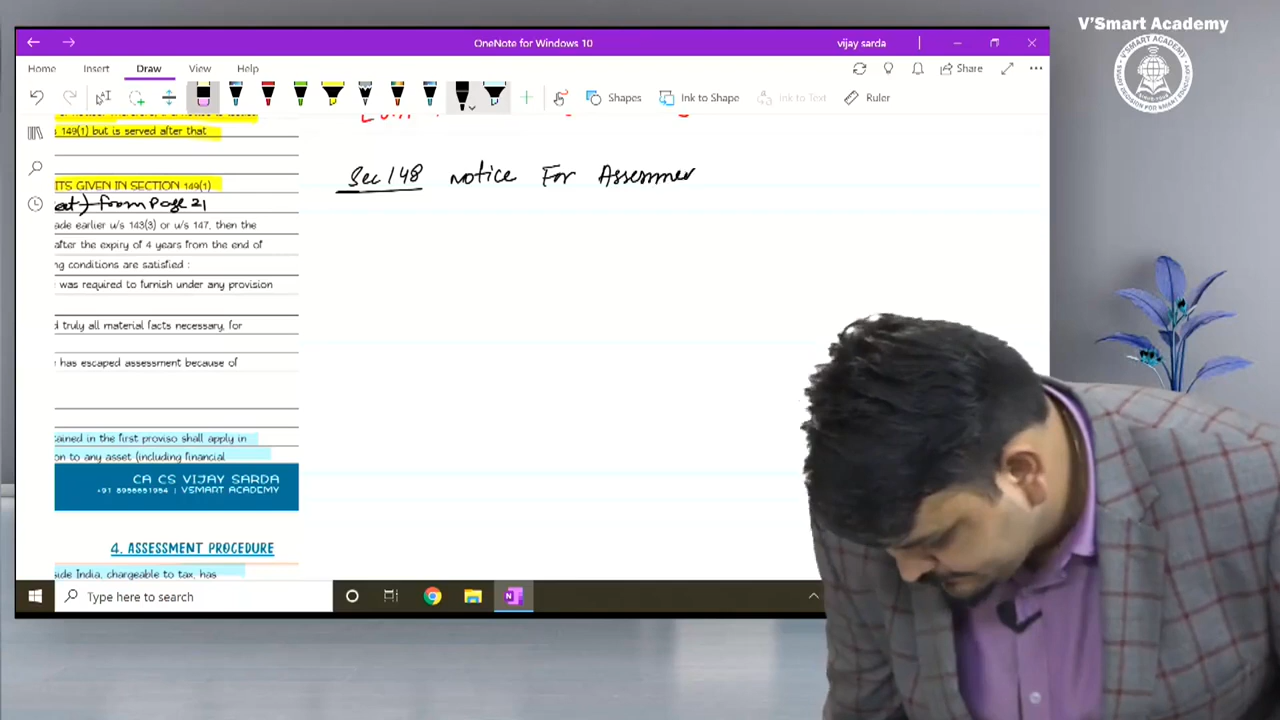 V'Smart Academy
V'SMART ACADEMY
OneNote for Windows 10
vijay sarda
Home Insert Draw View Help
Share
Shapes Ink to Shape Ink to Text Ruler
149(1) but is served after that
ITS GIVEN IN SECTION 149(1)
from Page 21
ade earlier u/s 143(3) or u/s 147, then the
after the expiry of 4 years from the end of
ng conditions are satisfied :
was required to furnish under any provision
d truly all material facts necessary, for
has escaped assessment because of
ained in the first proviso shall apply in
on to any asset (including financial
CA CS VIJAY SARDA
+91 8956651954 | VSMART ACADEMY
4. ASSESSMENT PROCEDURE
side India, chargeable to tax, has
Sec 148 notice For Assessmen
Type here to search